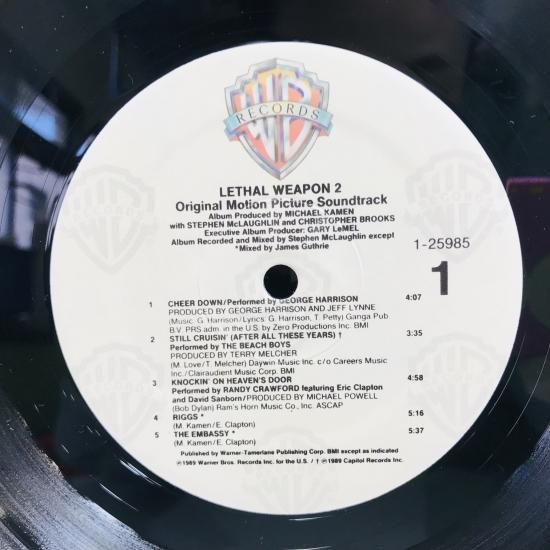 WB
RECORDS
LETHAL WEAPON 2
Original Motion Picture Soundtrack
Album Produced by MICHAEL KAMEN
with STEPHEN McLAUGHLIN and CHRISTOPHER BROOKS
Executive Album Producer: GARY LeMEL
Album Recorded and Mixed by Stephen McLaughlin except
*Mixed by James Guthrie
1-25985
1
1 CHEER DOWN/Performed by GEORGE HARRISON 4:07
PRODUCED BY GEORGE HARRISON AND JEFF LYNNE
(Music: G. Harrison/Lyrics: G. Harrison, T. Petty) Ganga Pub.
B.V. PRS adm. in the U.S. by Zero Productions Inc. BMI
2 STILL CRUISIN' (AFTER ALL THESE YEARS) † 3:35
Performed by THE BEACH BOYS
PRODUCED BY TERRY MELCHER
(M. Love/T. Melcher) Daywin Music Inc. c/o Careers Music
Inc./Clairaudient Music Corp. BMI
3 KNOCKIN' ON HEAVEN'S DOOR 4:58
Performed by RANDY CRAWFORD featuring Eric Clapton
and David Sanborn/PRODUCED BY MICHAEL POWELL
(Bob Dylan) Ram's Horn Music Co. ASCAP
4 RIGGS * 5:16
(M. Kamen/E. Clapton)
5 THE EMBASSY * 5:37
(M. Kamen/E. Clapton)
Published by Warner-Tamerlane Publishing Corp. BMI except as indicated
℗1989 Warner Bros. Records Inc. for the U.S. / † ℗1989 Capitol Records Inc.